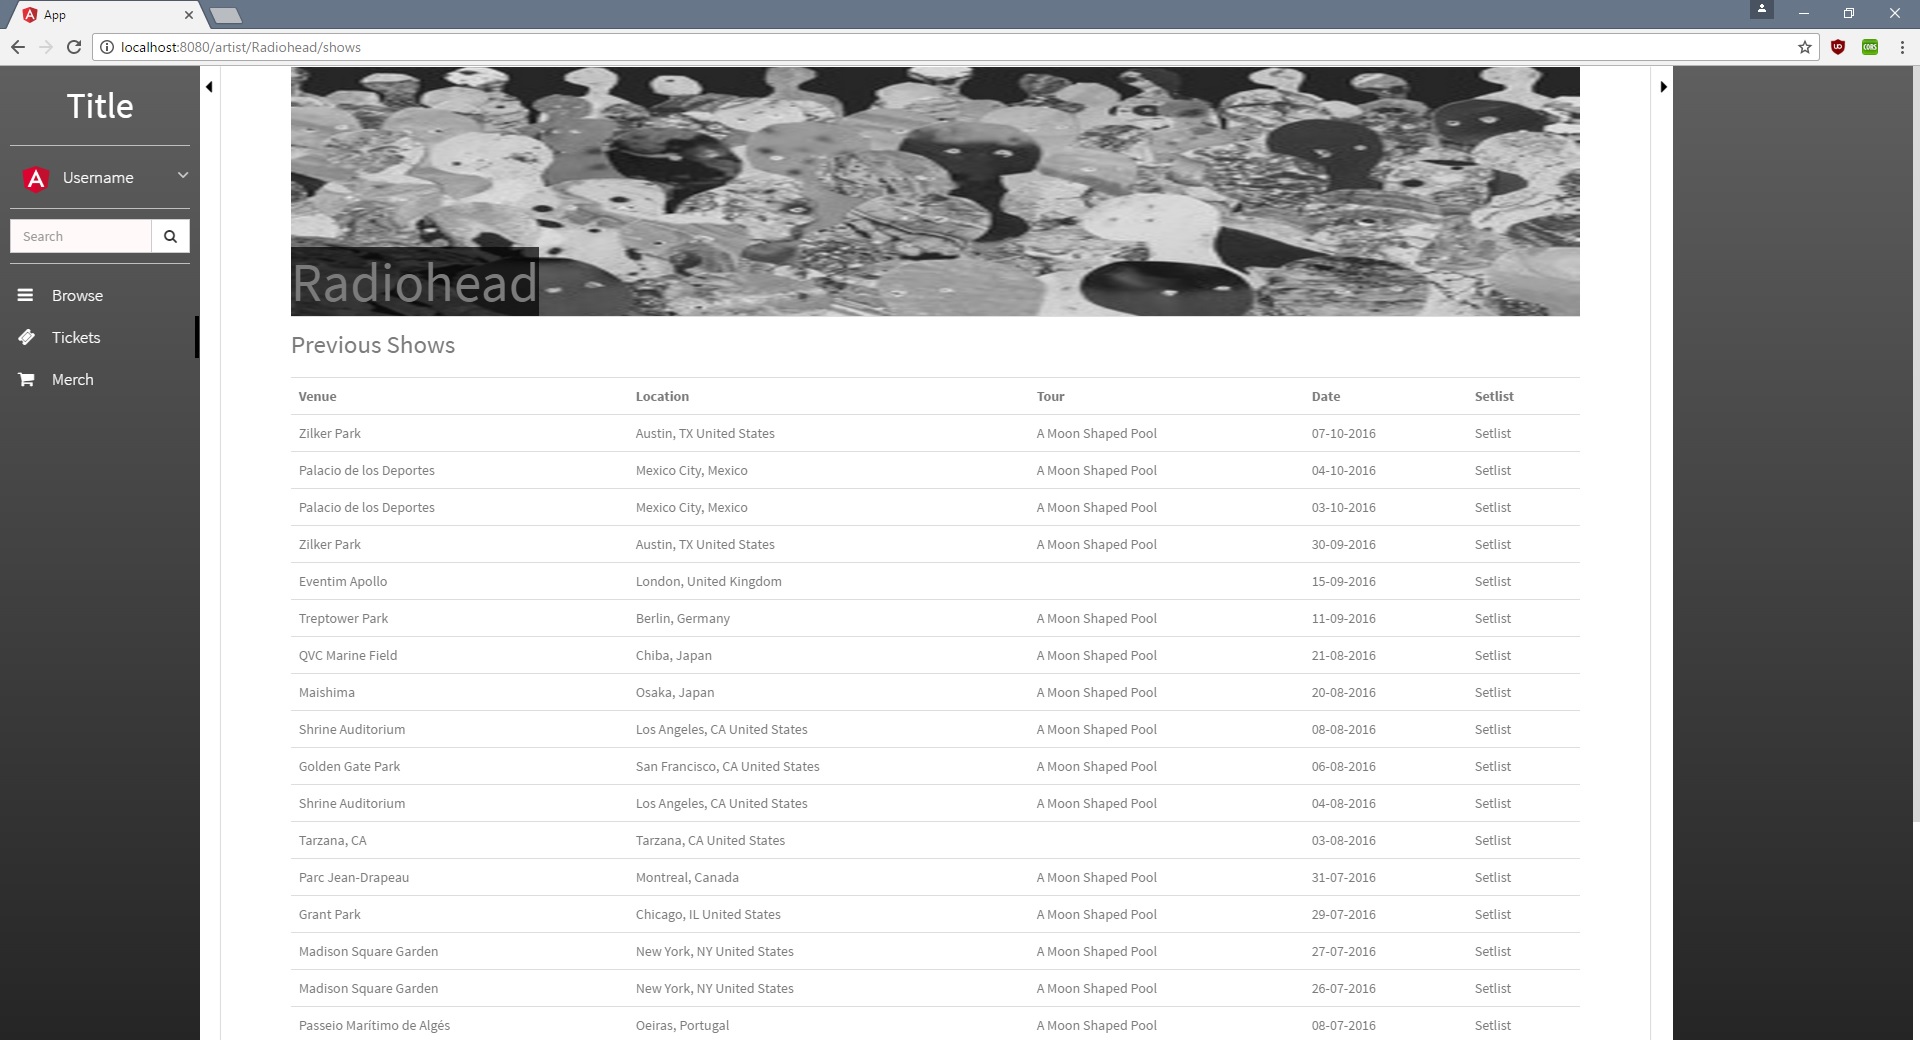 App
localhost:8080/artist/Radiohead/shows
Title
Username
Search
Browse
Tickets
Merch
Radiohead
Previous Shows
Venue Location Tour Date Setlist
Zilker Park Austin, TX United States A Moon Shaped Pool 07-10-2016 Setlist
Palacio de los Deportes Mexico City, Mexico A Moon Shaped Pool 04-10-2016 Setlist
Palacio de los Deportes Mexico City, Mexico A Moon Shaped Pool 03-10-2016 Setlist
Zilker Park Austin, TX United States A Moon Shaped Pool 30-09-2016 Setlist
Eventim Apollo London, United Kingdom 15-09-2016 Setlist
Treptower Park Berlin, Germany A Moon Shaped Pool 11-09-2016 Setlist
QVC Marine Field Chiba, Japan A Moon Shaped Pool 21-08-2016 Setlist
Maishima Osaka, Japan A Moon Shaped Pool 20-08-2016 Setlist
Shrine Auditorium Los Angeles, CA United States A Moon Shaped Pool 08-08-2016 Setlist
Golden Gate Park San Francisco, CA United States A Moon Shaped Pool 06-08-2016 Setlist
Shrine Auditorium Los Angeles, CA United States A Moon Shaped Pool 04-08-2016 Setlist
Tarzana, CA Tarzana, CA United States 03-08-2016 Setlist
Parc Jean-Drapeau Montreal, Canada A Moon Shaped Pool 31-07-2016 Setlist
Grant Park Chicago, IL United States A Moon Shaped Pool 29-07-2016 Setlist
Madison Square Garden New York, NY United States A Moon Shaped Pool 27-07-2016 Setlist
Madison Square Garden New York, NY United States A Moon Shaped Pool 26-07-2016 Setlist
Passeio Marítimo de Algés Oeiras, Portugal A Moon Shaped Pool 08-07-2016 Setlist